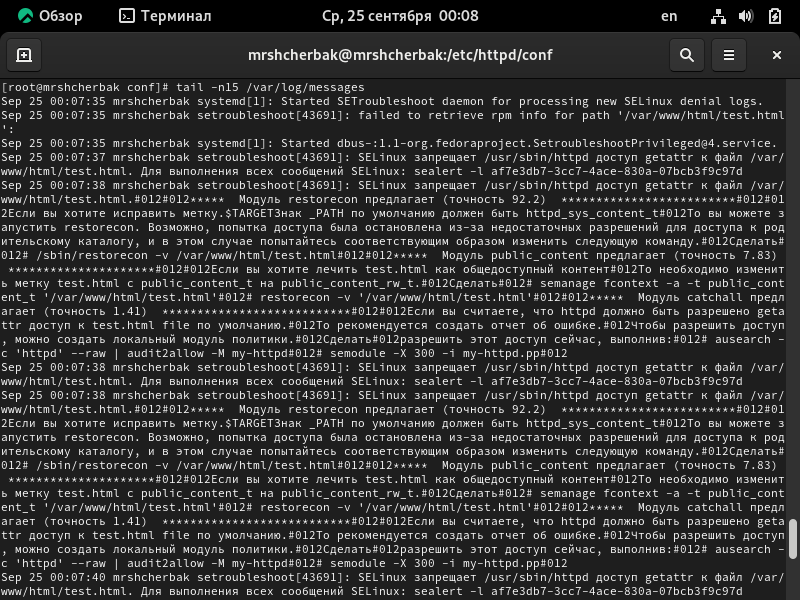 Обзор Терминал Ср, 25 сентября 00:08 en
mrshcherbak@mrshcherbak:/etc/httpd/conf
[root@mrshcherbak conf]# tail -n15 /var/log/messages
Sep 25 00:07:35 mrshcherbak systemd[1]: Started SETroubleshoot daemon for processing new SELinux denial logs.
Sep 25 00:07:35 mrshcherbak setroubleshoot[43691]: failed to retrieve rpm info for path '/var/www/html/test.html
':
Sep 25 00:07:35 mrshcherbak systemd[1]: Started dbus-:1.1-org.fedoraproject.SetroubleshootPrivileged@4.service.
Sep 25 00:07:37 mrshcherbak setroubleshoot[43691]: SELinux запрещает /usr/sbin/httpd доступ getattr к файл /var/
www/html/test.html. Для выполнения всех сообщений SELinux: sealert -l af7e3db7-3cc7-4ace-830a-07bcb3f9c97d
Sep 25 00:07:38 mrshcherbak setroubleshoot[43691]: SELinux запрещает /usr/sbin/httpd доступ getattr к файл /var/
www/html/test.html.#012#012*****  Модуль restorecon предлагает (точность 92.2)  *************************#012#01
2Если вы хотите исправить метку.$TARGETЗнак _PATH по умолчанию должен быть httpd_sys_content_t#012То вы можете з
апустить restorecon. Возможно, попытка доступа была остановлена из-за недостаточных разрешений для доступа к род
ительскому каталогу, и в этом случае попытайтесь соответствующим образом изменить следующую команду.#012Сделать#
012# /sbin/restorecon -v /var/www/html/test.html#012#012*****  Модуль public_content предлагает (точность 7.83)
 *********************#012#012Если вы хотите лечить test.html как общедоступный контент#012То необходимо изменит
ь метку test.html с public_content_t на public_content_rw_t.#012Сделать#012# semanage fcontext -a -t public_cont
ent_t '/var/www/html/test.html'#012# restorecon -v '/var/www/html/test.html'#012#012*****  Модуль catchall предл
агает (точность 1.41)  ***************************#012#012Если вы считаете, что httpd должно быть разрешено geta
ttr доступ к test.html file по умолчанию.#012То рекомендуется создать отчет об ошибке.#012Чтобы разрешить доступ
, можно создать локальный модуль политики.#012Сделать#012разрешить этот доступ сейчас, выполнив:#012# ausearch -
c 'httpd' --raw | audit2allow -M my-httpd#012# semodule -X 300 -i my-httpd.pp#012
Sep 25 00:07:38 mrshcherbak setroubleshoot[43691]: SELinux запрещает /usr/sbin/httpd доступ getattr к файл /var/
www/html/test.html. Для выполнения всех сообщений SELinux: sealert -l af7e3db7-3cc7-4ace-830a-07bcb3f9c97d
Sep 25 00:07:38 mrshcherbak setroubleshoot[43691]: SELinux запрещает /usr/sbin/httpd доступ getattr к файл /var/
www/html/test.html.#012#012*****  Модуль restorecon предлагает (точность 92.2)  *************************#012#01
2Если вы хотите исправить метку.$TARGETЗнак _PATH по умолчанию должен быть httpd_sys_content_t#012То вы можете з
апустить restorecon. Возможно, попытка доступа была остановлена из-за недостаточных разрешений для доступа к род
ительскому каталогу, и в этом случае попытайтесь соответствующим образом изменить следующую команду.#012Сделать#
012# /sbin/restorecon -v /var/www/html/test.html#012#012*****  Модуль public_content предлагает (точность 7.83)
 *********************#012#012Если вы хотите лечить test.html как общедоступный контент#012То необходимо изменит
ь метку test.html с public_content_t на public_content_rw_t.#012Сделать#012# semanage fcontext -a -t public_cont
ent_t '/var/www/html/test.html'#012# restorecon -v '/var/www/html/test.html'#012#012*****  Модуль catchall предл
агает (точность 1.41)  ***************************#012#012Если вы считаете, что httpd должно быть разрешено geta
ttr доступ к test.html file по умолчанию.#012То рекомендуется создать отчет об ошибке.#012Чтобы разрешить доступ
, можно создать локальный модуль политики.#012Сделать#012разрешить этот доступ сейчас, выполнив:#012# ausearch -
c 'httpd' --raw | audit2allow -M my-httpd#012# semodule -X 300 -i my-httpd.pp#012
Sep 25 00:07:40 mrshcherbak setroubleshoot[43691]: SELinux запрещает /usr/sbin/httpd доступ getattr к файл /var/
www/html/test.html. Для выполнения всех сообщений SELinux: sealert -l af7e3db7-3cc7-4ace-830a-07bcb3f9c97d